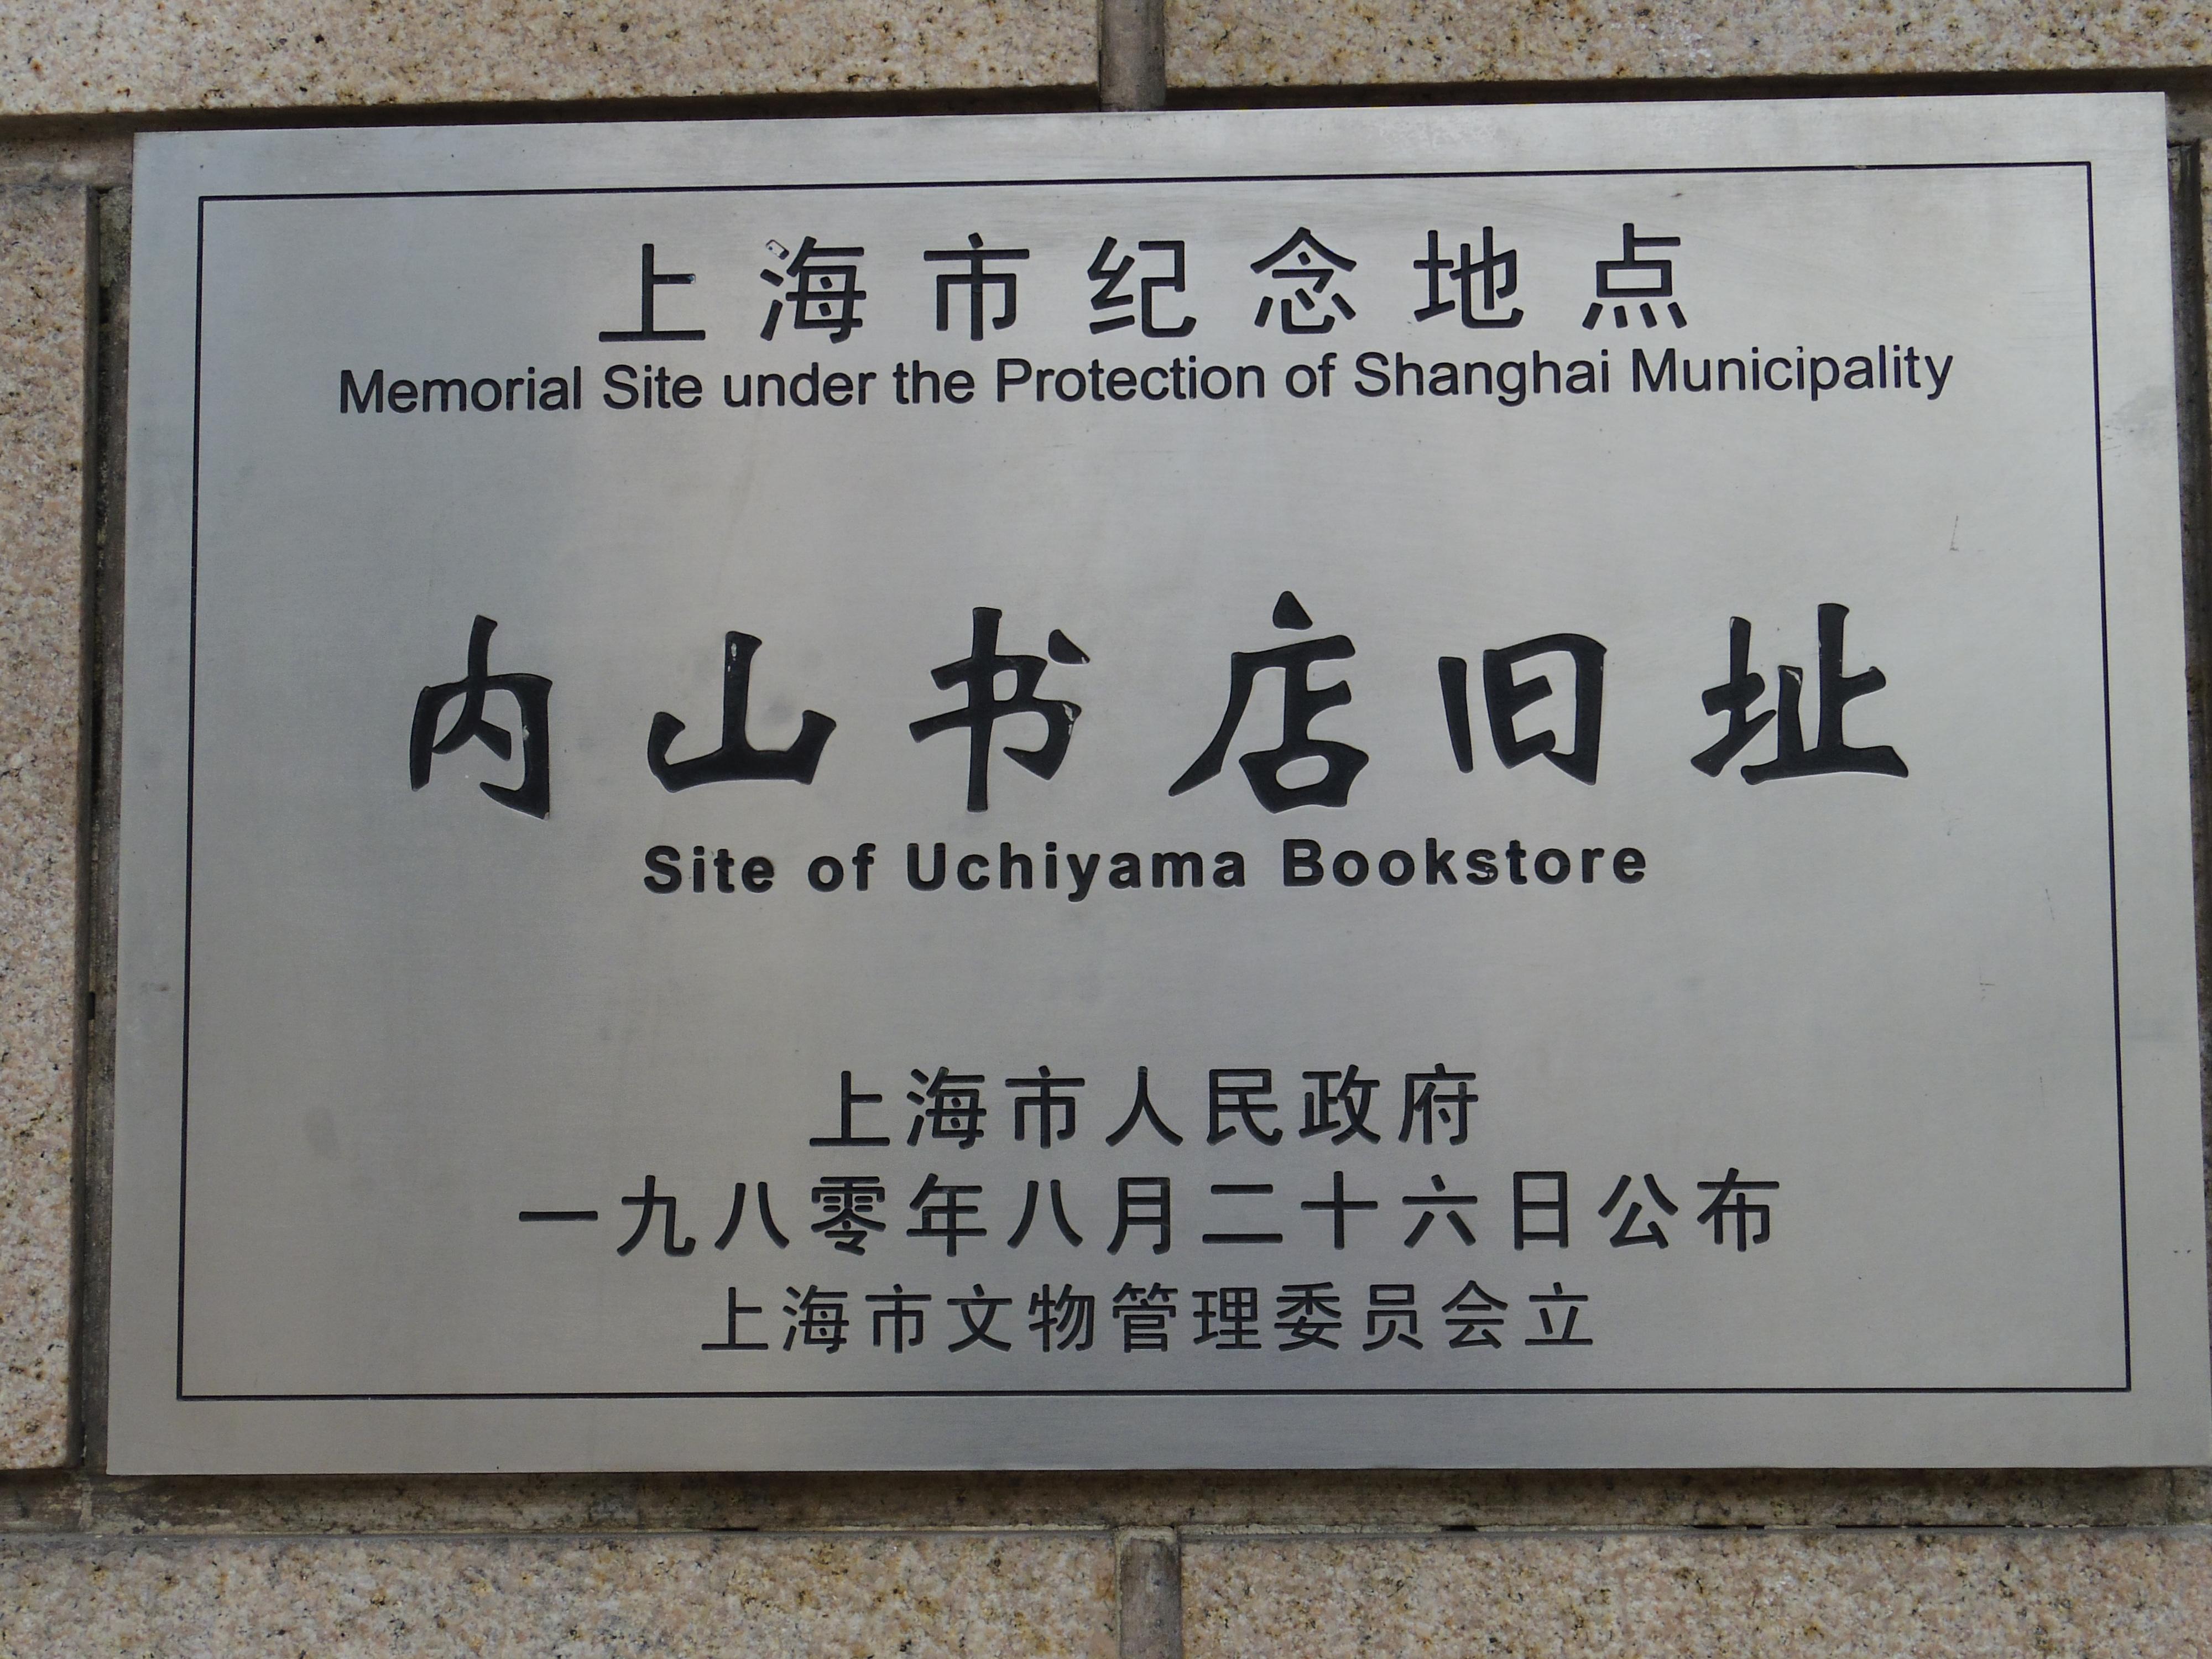 上海市纪念地点
Memorial Site under the Protection of Shanghai Municipality
内山书店旧址
Site of Uchiyama Bookstore
上海市人民政府
一九八零年八月二十六日公布
上海市文物管理委员会立